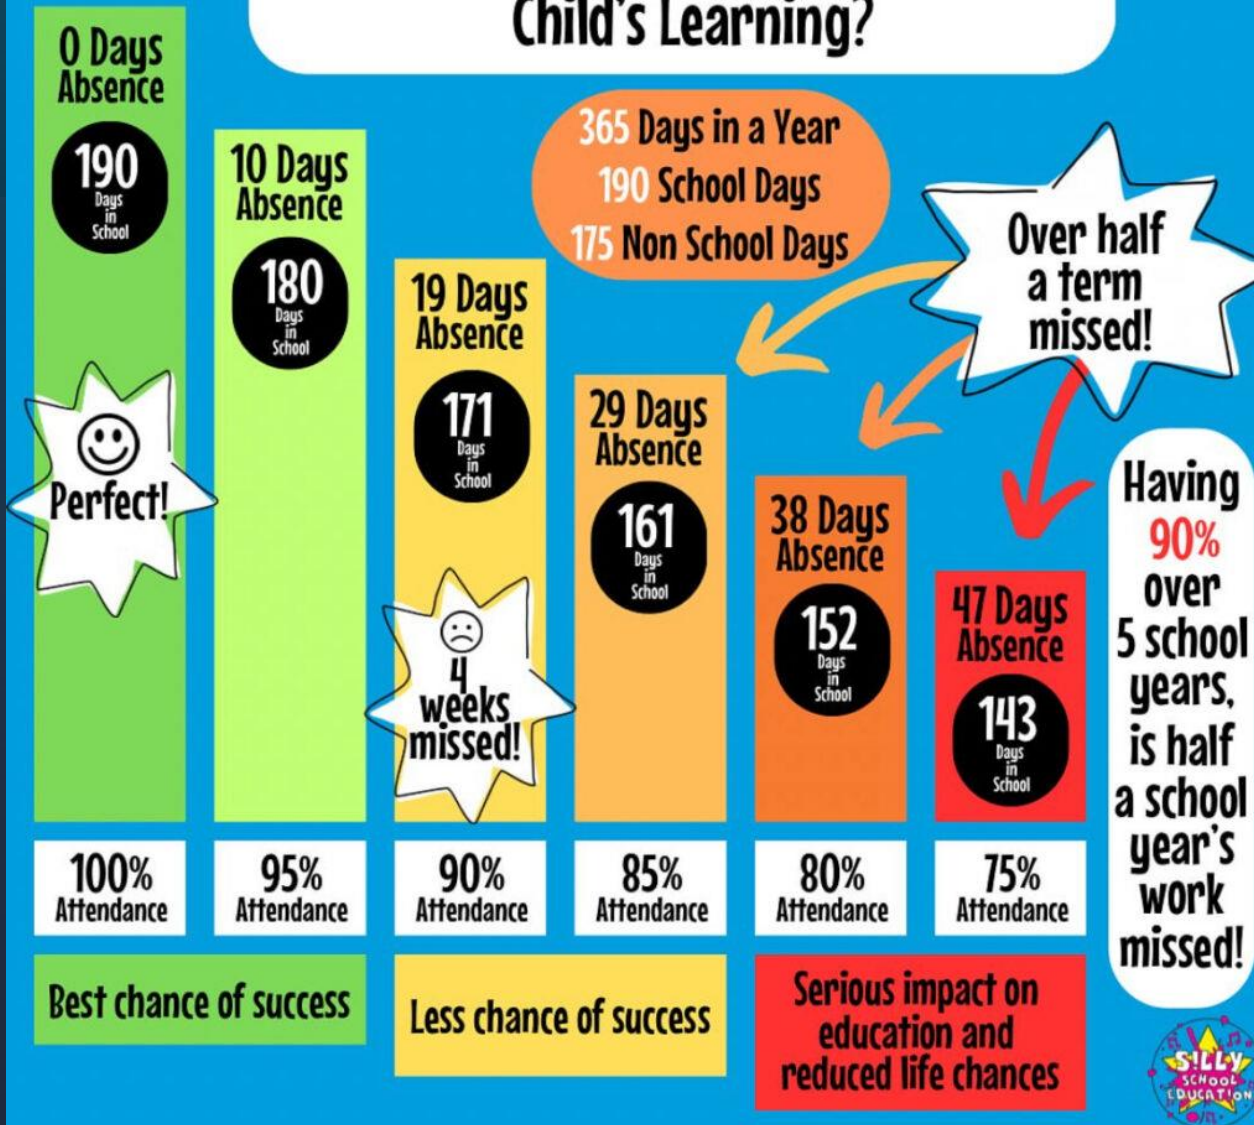 Child's Learning?
0 Days
Absence
190
Days
in
School
Perfect!
100%
Attendance
10 Days
Absence
180
Days
in
School
95%
Attendance
19 Days
Absence
171
Days
in
School
4
weeks
missed!
90%
Attendance
29 Days
Absence
161
Days
in
School
85%
Attendance
38 Days
Absence
152
Days
in
School
80%
Attendance
47 Days
Absence
143
Days
in
School
75%
Attendance
365 Days in a Year
190 School Days
175 Non School Days
Over half
a term
missed!
Having
90%
over
5 school
years,
is half
a school
year's
work
missed!
Best chance of success
Less chance of success
Serious impact on
education and
reduced life chances
S!LLY
SCHOOL
EDUCATION